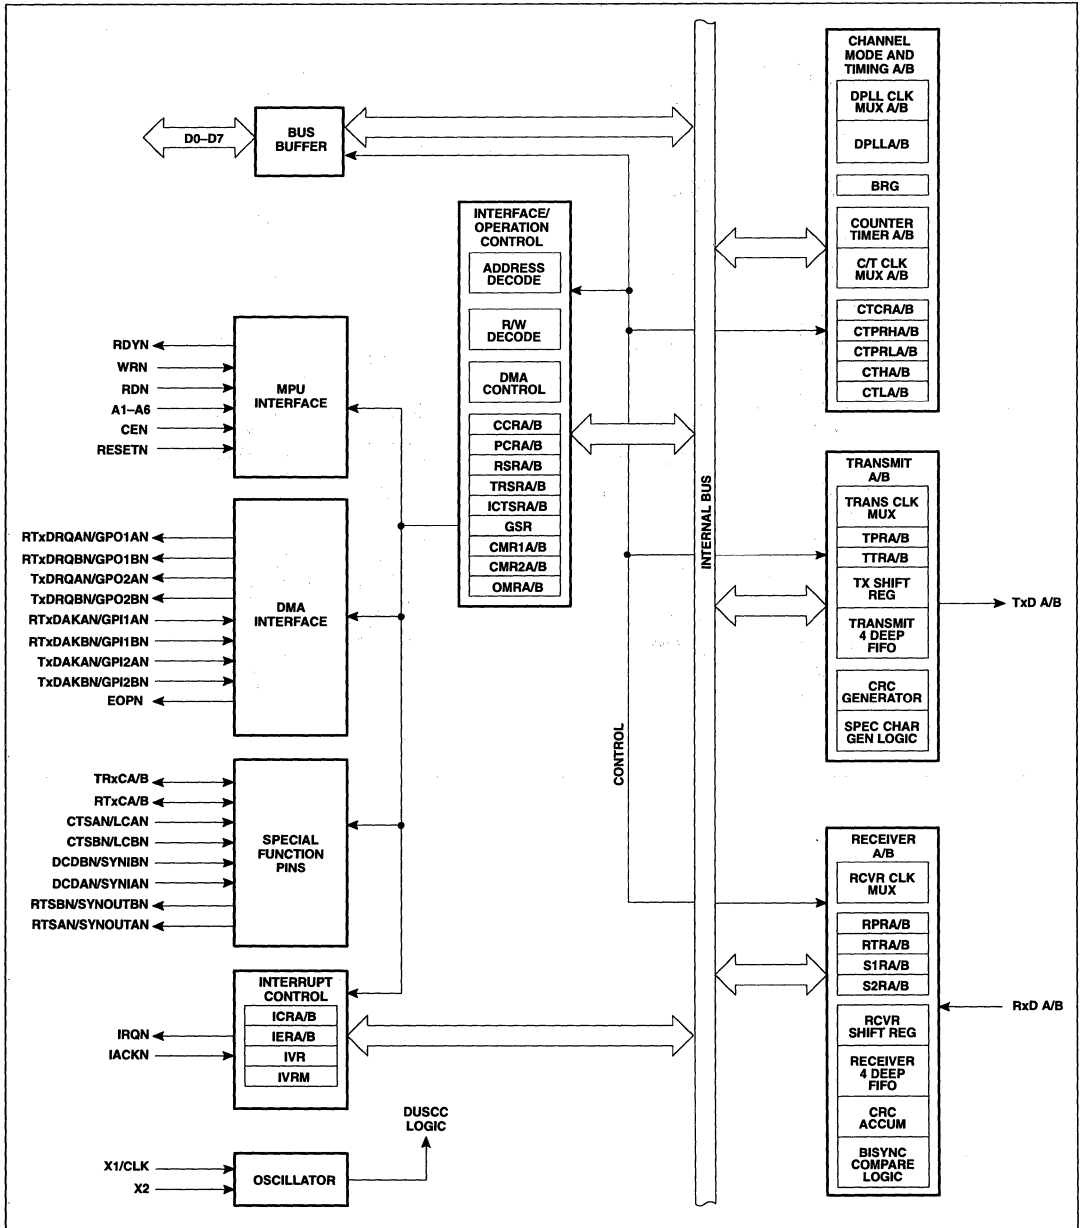 D0–D7
BUS
BUFFER
RDYN
WRN
RDN
A1–A6
CEN
RESETN
MPU
INTERFACE
RTxDRQAN/GPO1AN
RTxDRQBN/GPO1BN
TxDRQAN/GPO2AN
TxDRQBN/GPO2BN
RTxDAKAN/GPI1AN
RTxDAKBN/GPI1BN
TxDAKAN/GPI2AN
TxDAKBN/GPI2BN
EOPN
DMA
INTERFACE
TRxCA/B
RTxCA/B
CTSAN/LCAN
CTSBN/LCBN
DCDBN/SYNIBN
DCDAN/SYNIAN
RTSBN/SYNOUTBN
RTSAN/SYNOUTAN
SPECIAL
FUNCTION
PINS
IRQN
IACKN
INTERRUPT
CONTROL
ICRA/B
IERA/B
IVR
IVRM
X1/CLK
X2
OSCILLATOR
DUSCC
LOGIC
INTERFACE/
OPERATION
CONTROL
ADDRESS
DECODE
R/W
DECODE
DMA
CONTROL
CCRA/B
PCRA/B
RSRA/B
TRSRA/B
ICTSRA/B
GSR
CMR1A/B
CMR2A/B
OMRA/B
CONTROL
INTERNAL BUS
CHANNEL
MODE AND
TIMING A/B
DPLL CLK
MUX A/B
DPLLA/B
BRG
COUNTER
TIMER A/B
C/T CLK
MUX A/B
CTCRA/B
CTPRHA/B
CTPRLA/B
CTHA/B
CTLA/B
TRANSMIT
A/B
TRANS CLK
MUX
TPRA/B
TTRA/B
TX SHIFT
REG
TRANSMIT
4 DEEP
FIFO
CRC
GENERATOR
SPEC CHAR
GEN LOGIC
TxD A/B
RECEIVER
A/B
RCVR CLK
MUX
RPRA/B
RTRA/B
S1RA/B
S2RA/B
RCVR
SHIFT REG
RECEIVER
4 DEEP
FIFO
CRC
ACCUM
BISYNC
COMPARE
LOGIC
RxD A/B